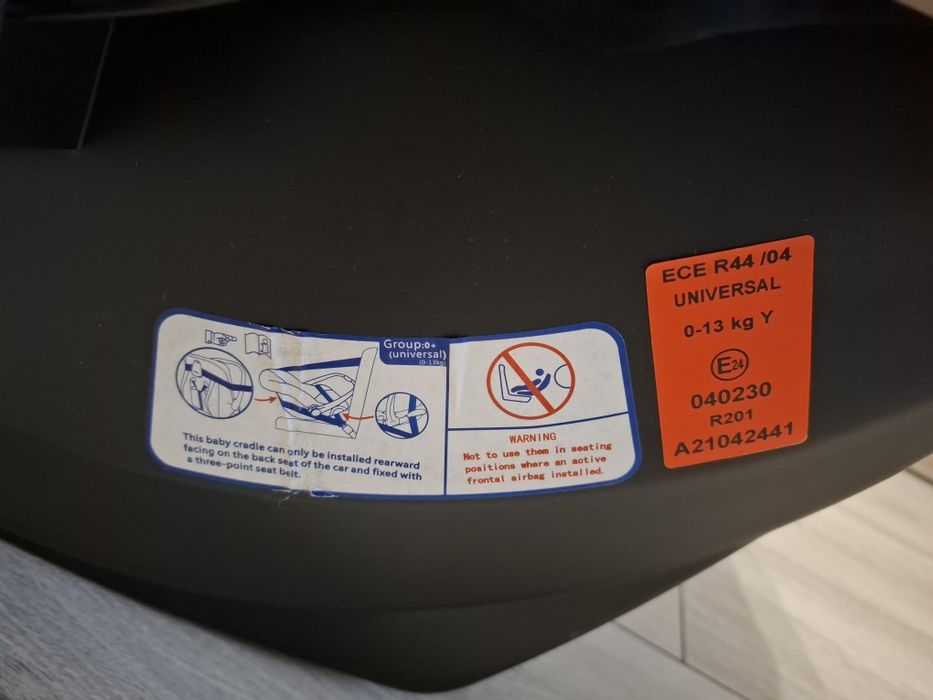 Group:0+
(universal)
(0-13kg)
This baby cradle can only be installed rearward
facing on the back seat of the car and fixed with
a three-point seat belt.
WARNING
Not to use them in seating
positions where an active
frontal airbag installed.
ECE R44 /04
UNIVERSAL
0-13 kg Y
E24
040230
R201
A21042441